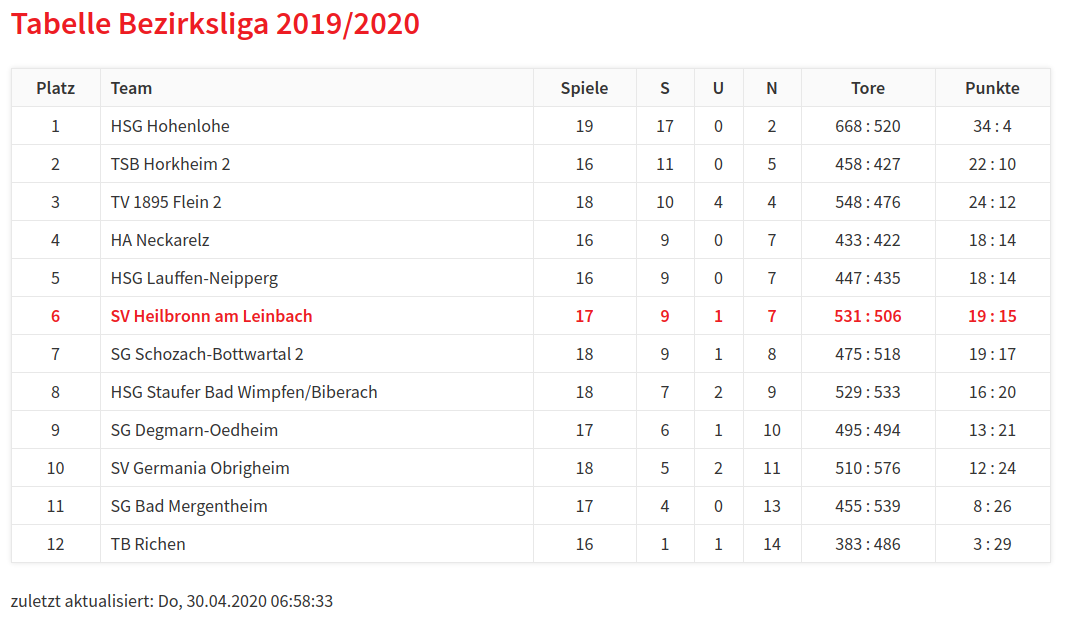 Tabelle Bezirksliga 2019/2020
Platz Team Spiele S U N Tore Punkte
1 HSG Hohenlohe 19 17 0 2 668 : 520 34 : 4
2 TSB Horkheim 2 16 11 0 5 458 : 427 22 : 10
3 TV 1895 Flein 2 18 10 4 4 548 : 476 24 : 12
4 HA Neckarelz 16 9 0 7 433 : 422 18 : 14
5 HSG Lauffen-Neipperg 16 9 0 7 447 : 435 18 : 14
6 SV Heilbronn am Leinbach 17 9 1 7 531 : 506 19 : 15
7 SG Schozach-Bottwartal 2 18 9 1 8 475 : 518 19 : 17
8 HSG Staufer Bad Wimpfen/Biberach 18 7 2 9 529 : 533 16 : 20
9 SG Degmarn-Oedheim 17 6 1 10 495 : 494 13 : 21
10 SV Germania Obrigheim 18 5 2 11 510 : 576 12 : 24
11 SG Bad Mergentheim 17 4 0 13 455 : 539 8 : 26
12 TB Richen 16 1 1 14 383 : 486 3 : 29
zuletzt aktualisiert: Do, 30.04.2020 06:58:33